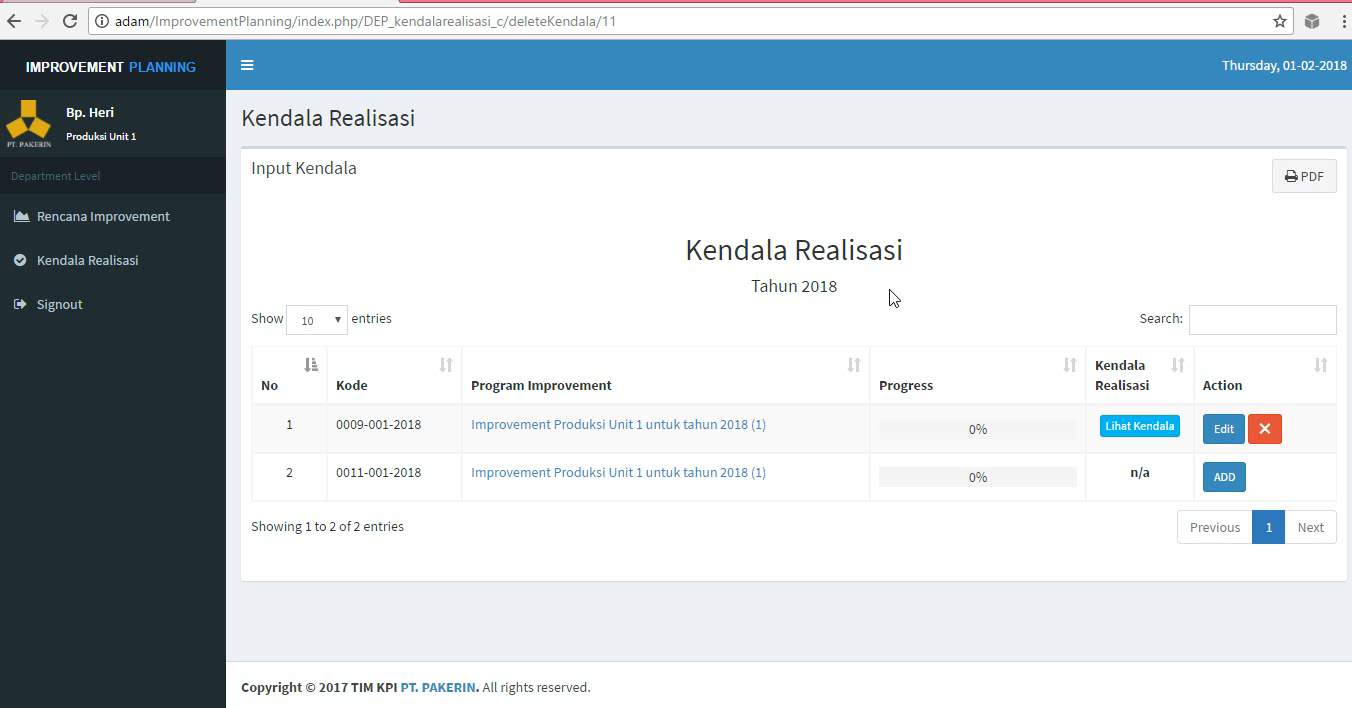 adam/ImprovementPlanning/index.php/DEP_kendalarealisasi_c/deleteKendala/11
IMPROVEMENT PLANNING
Thursday, 01-02-2018
Bp. Heri
Produksi Unit 1
PT. PAKERIN
Department Level
Rencana Improvement
Kendala Realisasi
Signout
Kendala Realisasi
Input Kendala
PDF
Kendala Realisasi
Tahun 2018
Show 10 entries
Search:
No Kode Program Improvement Progress Kendala Realisasi Action
1 0009-001-2018 Improvement Produksi Unit 1 untuk tahun 2018 (1) 0% Lihat Kendala Edit
2 0011-001-2018 Improvement Produksi Unit 1 untuk tahun 2018 (1) 0% n/a ADD
Showing 1 to 2 of 2 entries
Previous 1 Next
Copyright © 2017 TIM KPI PT. PAKERIN. All rights reserved.